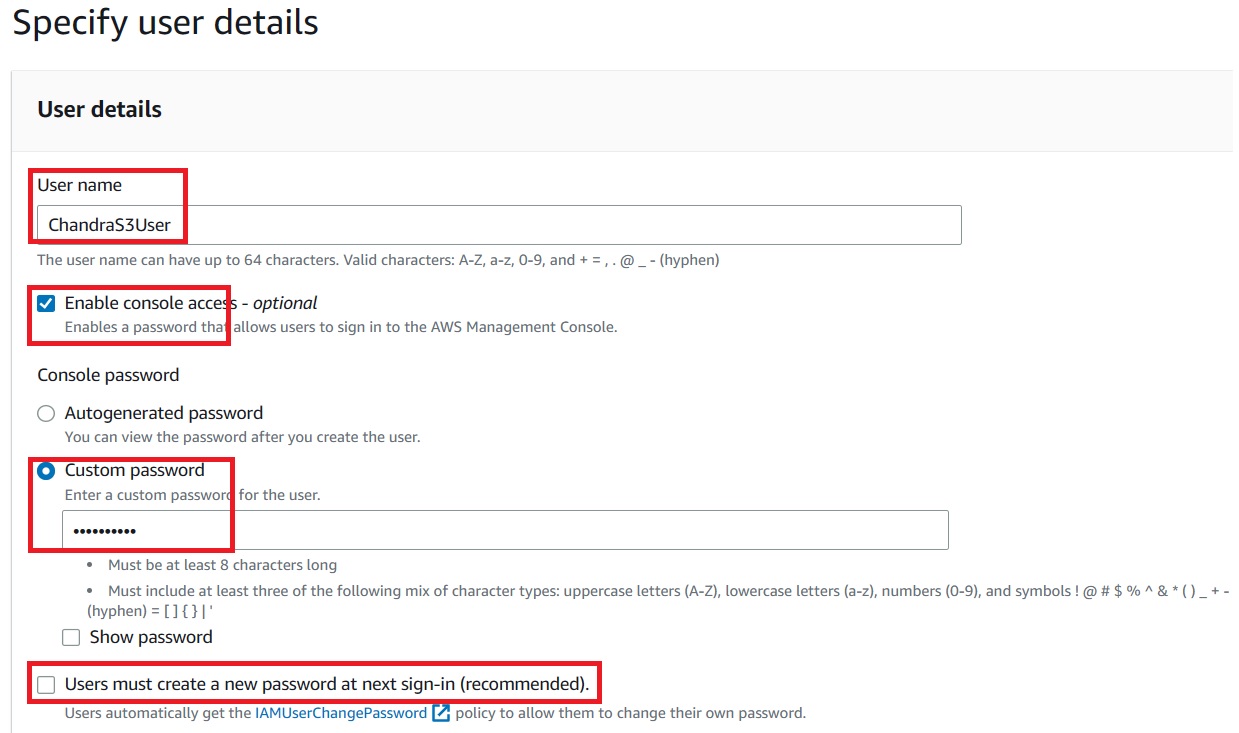 Specify user details
User details
User name
ChandraS3User
The user name can have up to 64 characters. Valid characters: A-Z, a-z, 0-9, and + = , . @ _ - (hyphen)
Enable console access - optional
Enables a password that allows users to sign in to the AWS Management Console.
Console password
Autogenerated password
You can view the password after you create the user.
Custom password
Enter a custom password for the user.
••••••••••
• Must be at least 8 characters long
• Must include at least three of the following mix of character types: uppercase letters (A-Z), lowercase letters (a-z), numbers (0-9), and symbols ! @ # $ % ^ & * ( ) _ + -
(hyphen) = [ ] { } | '
Show password
Users must create a new password at next sign-in (recommended).
Users automatically get the IAMUserChangePassword policy to allow them to change their own password.